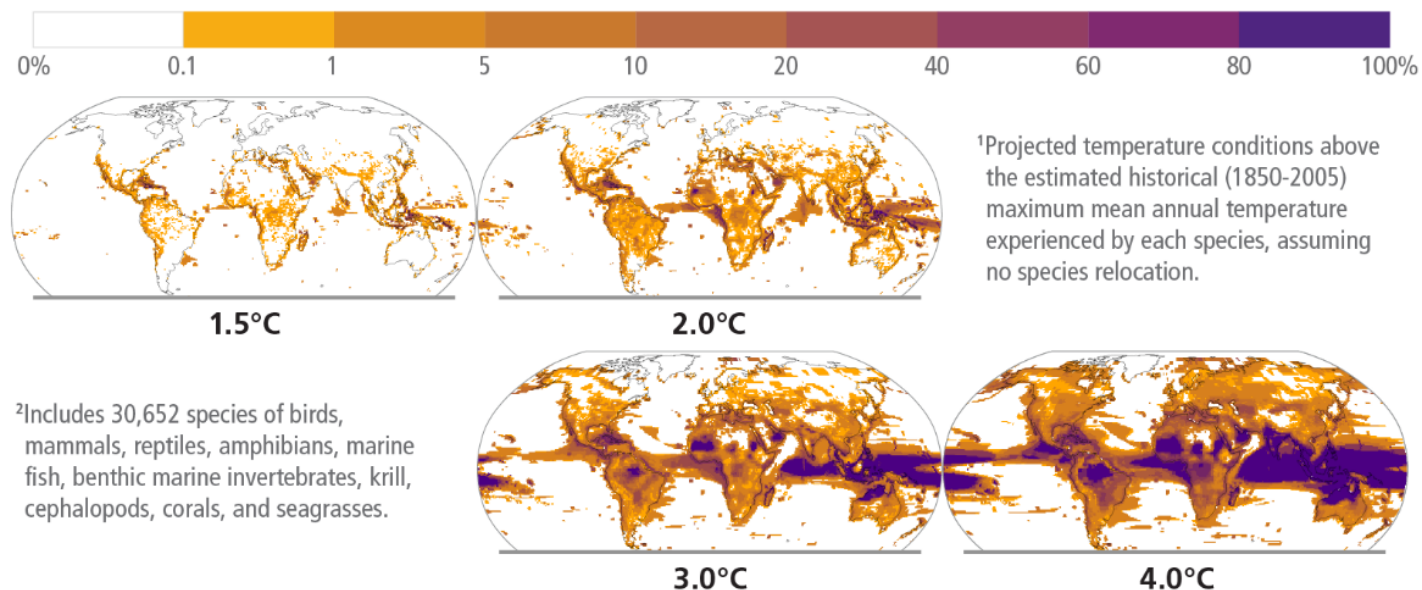 0% 0.1 1 5 10 20 40 60 80 100%
¹Projected temperature conditions above
the estimated historical (1850-2005)
maximum mean annual temperature
experienced by each species, assuming
no species relocation.
1.5°C 2.0°C
²Includes 30,652 species of birds,
mammals, reptiles, amphibians, marine
fish, benthic marine invertebrates, krill,
cephalopods, corals, and seagrasses.
3.0°C 4.0°C